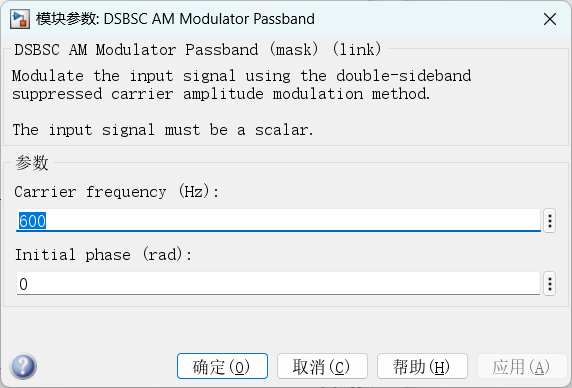 模块参数: DSBSC AM Modulator Passband
DSBSC AM Modulator Passband (mask) (link)
Modulate the input signal using the double-sideband
suppressed carrier amplitude modulation method.
The input signal must be a scalar.
参数
Carrier frequency (Hz):
600
Initial phase (rad):
0
确定(O) 取消(C) 帮助(H) 应用(A)